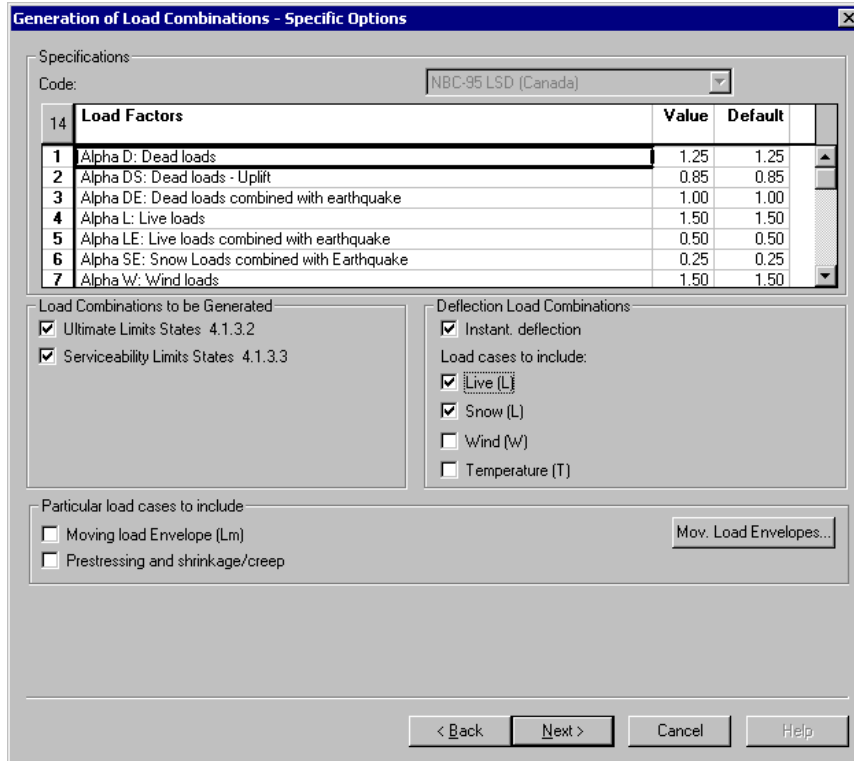 Generation of Load Combinations - Specific Options
Specifications
Code:
NBC-95 LSD (Canada)
14 Load Factors Value Default
1 Alpha D: Dead loads 1.25 1.25
2 Alpha DS: Dead loads - Uplift 0.85 0.85
3 Alpha DE: Dead loads combined with earthquake 1.00 1.00
4 Alpha L: Live loads 1.50 1.50
5 Alpha LE: Live loads combined with earthquake 0.50 0.50
6 Alpha SE: Snow Loads combined with Earthquake 0.25 0.25
7 Alpha W: Wind loads 1.50 1.50
Load Combinations to be Generated
Ultimate Limits States 4.1.3.2
Serviceability Limits States 4.1.3.3
Deflection Load Combinations
Instant. deflection
Load cases to include:
Live (L)
Snow (L)
Wind (W)
Temperature (T)
Particular load cases to include
Moving load Envelope (Lm)
Prestressing and shrinkage/creep
Mov. Load Envelopes...
< Back
Next >
Cancel
Help